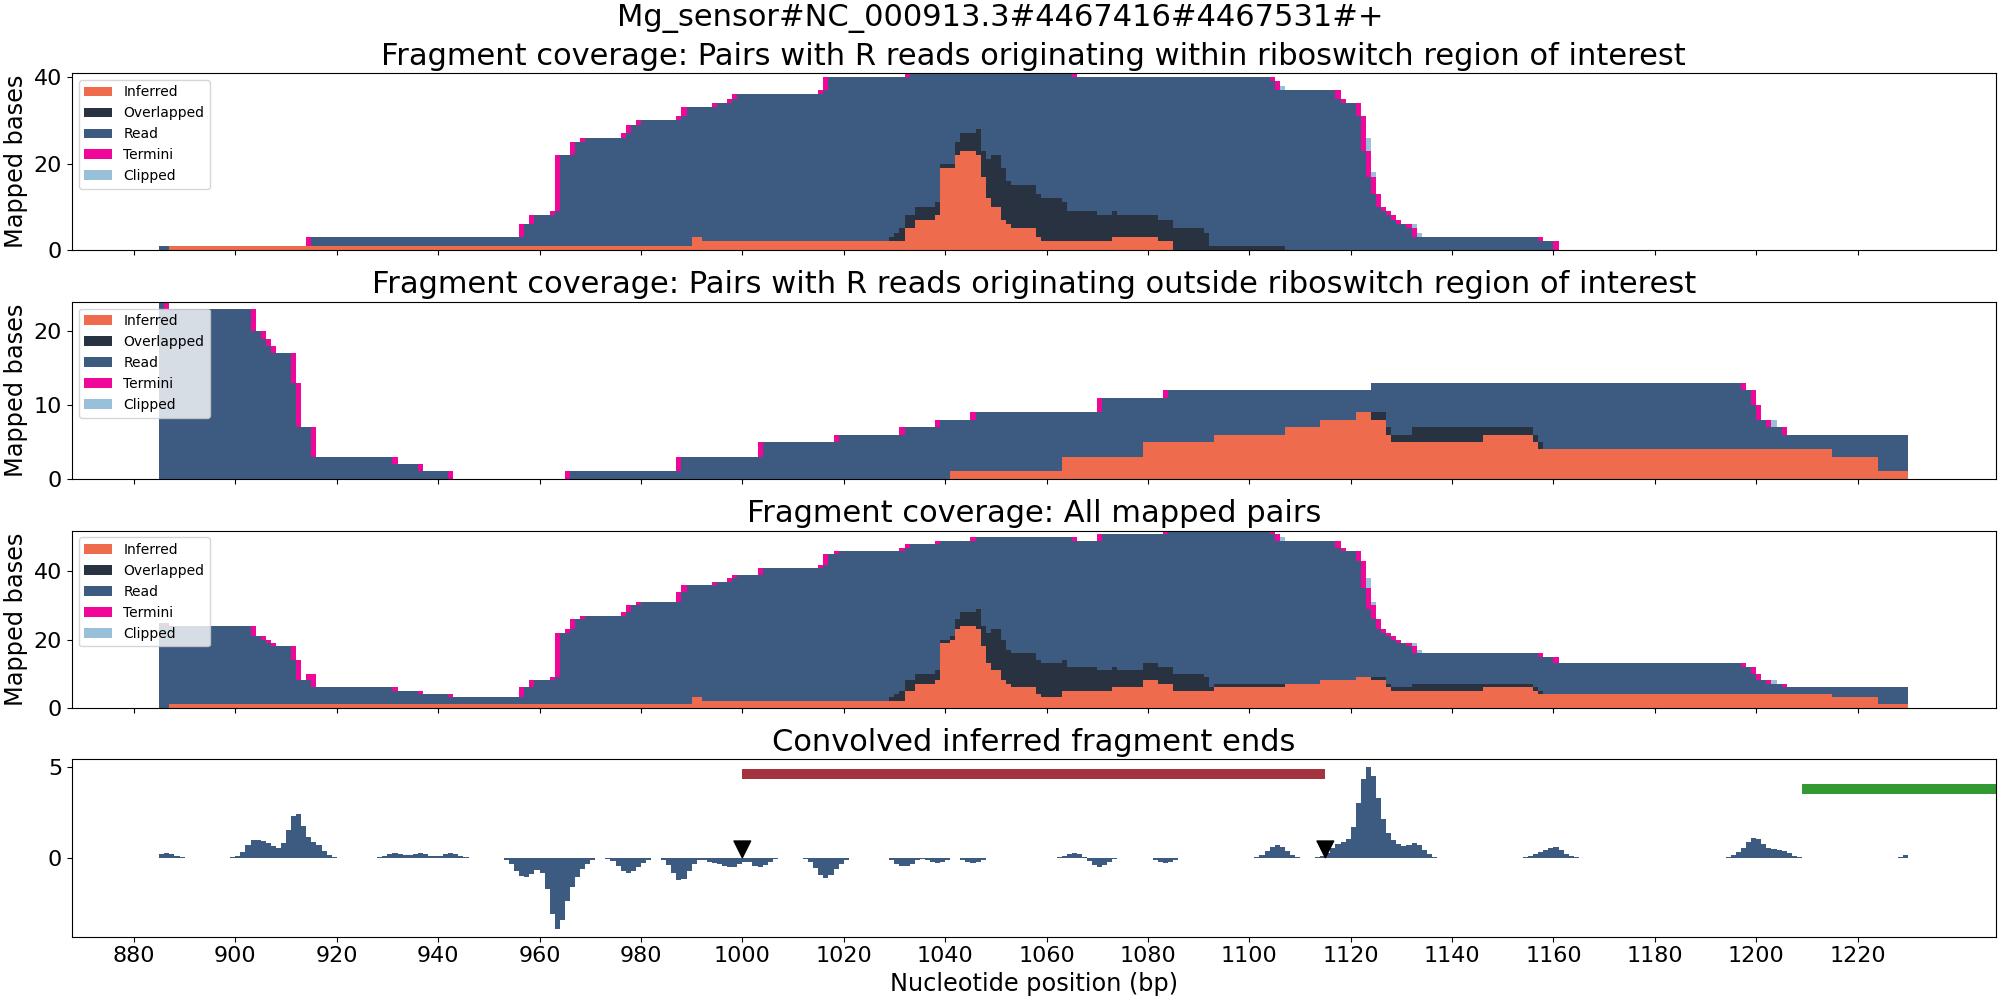 Mg_sensor#NC_000913.3#4467416#4467531#+
Fragment coverage: Pairs with R reads originating within riboswitch region of interest
Mapped bases
40
20
0
Inferred
Overlapped
Read
Termini
Clipped
Fragment coverage: Pairs with R reads originating outside riboswitch region of interest
Mapped bases
20
10
0
Inferred
Overlapped
Read
Termini
Clipped
Fragment coverage: All mapped pairs
Mapped bases
40
20
0
Inferred
Overlapped
Read
Termini
Clipped
Convolved inferred fragment ends
5
0
880 900 920 940 960 980 1000 1020 1040 1060 1080 1100 1120 1140 1160 1180 1200 1220
Nucleotide position (bp)